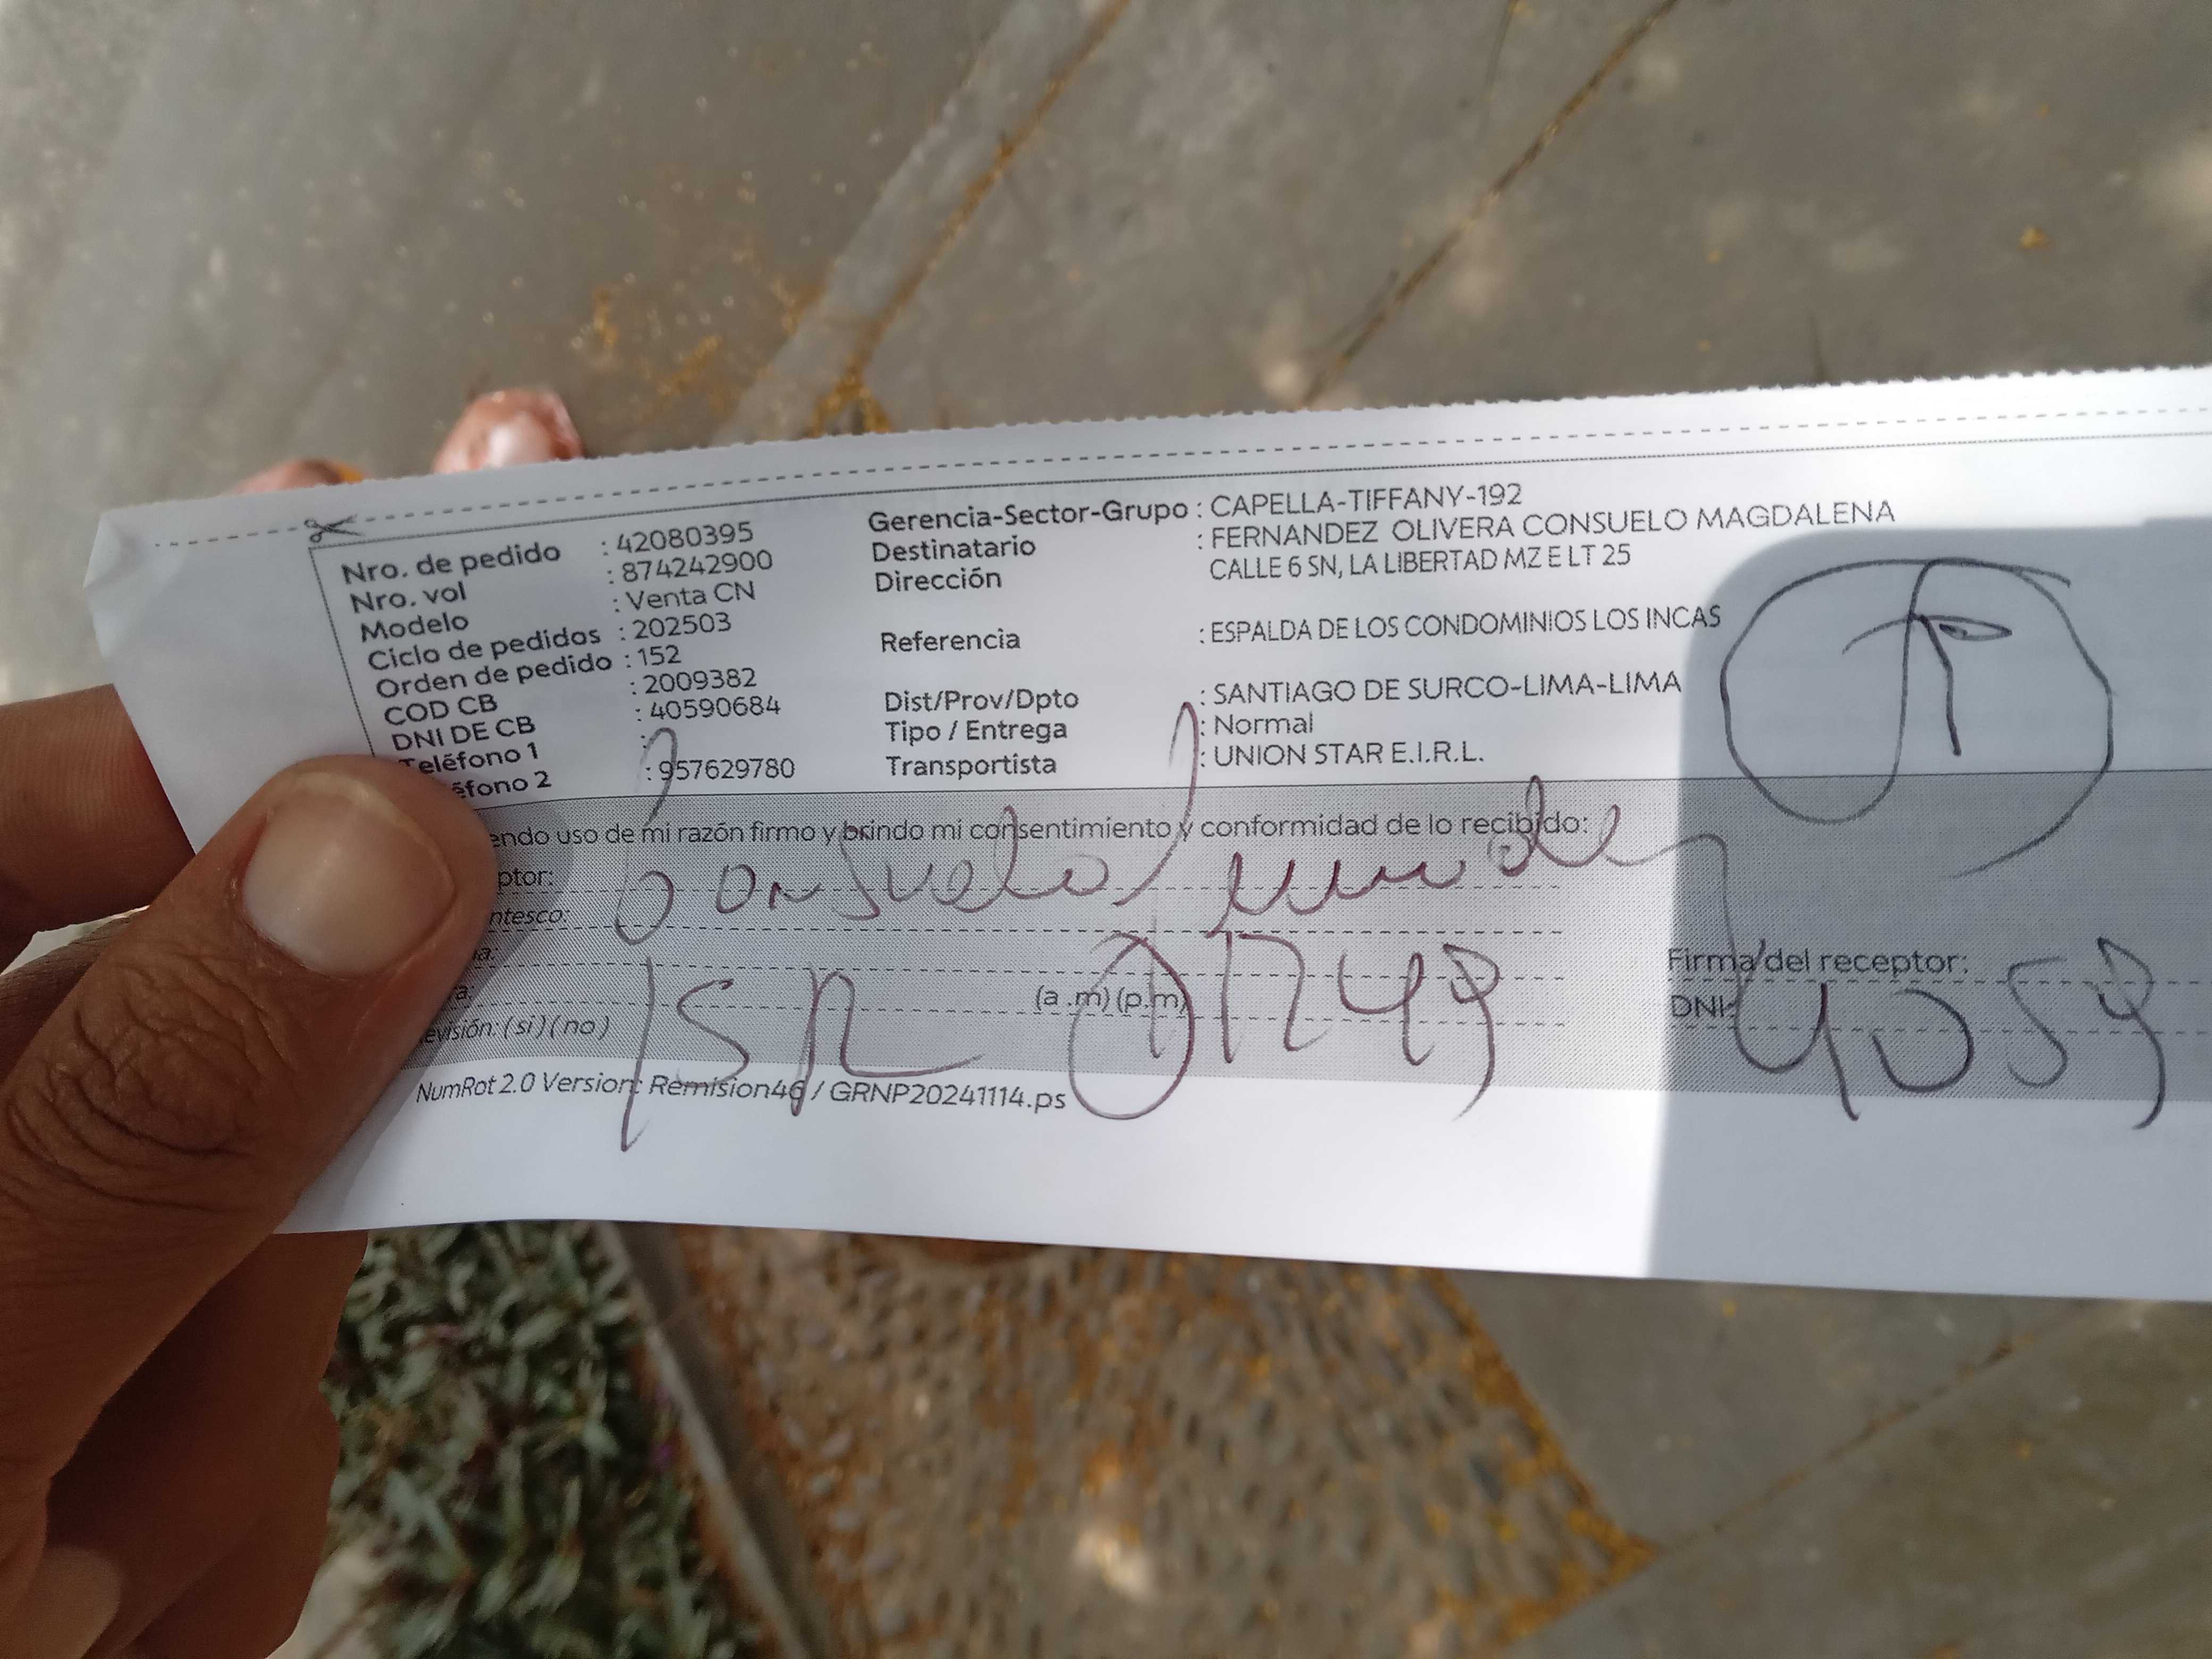 Nro. de pedido : 42080395
Nro. vol : 874242900
Modelo : Venta CN
Ciclo de pedidos : 202503
Orden de pedido : 152
COD CB : 2009382
DNI DE CB : 40590684
Teléfono 1 :
éfono 2 : 957629780
Gerencia-Sector-Grupo : CAPELLA-TIFFANY-192
Destinatario : FERNANDEZ OLIVERA CONSUELO MAGDALENA
Dirección CALLE 6 SN, LA LIBERTAD MZ E LT 25
Referencia : ESPALDA DE LOS CONDOMINIOS LOS INCAS
Dist/Prov/Dpto : SANTIAGO DE SURCO-LIMA-LIMA
Tipo / Entrega : Normal
Transportista : UNION STAR E.I.R.L.
endo uso de mi razón firmo y brindo mi consentimiento y conformidad de lo recibido:
ptor: Consuelo
ntesco:
a:
a: (a .m) (p.m)
evisión: (si) (no)
Firma del receptor:
DNI: 4059
NumRot 2.0 Version: Remision46 / GRNP20241114.ps